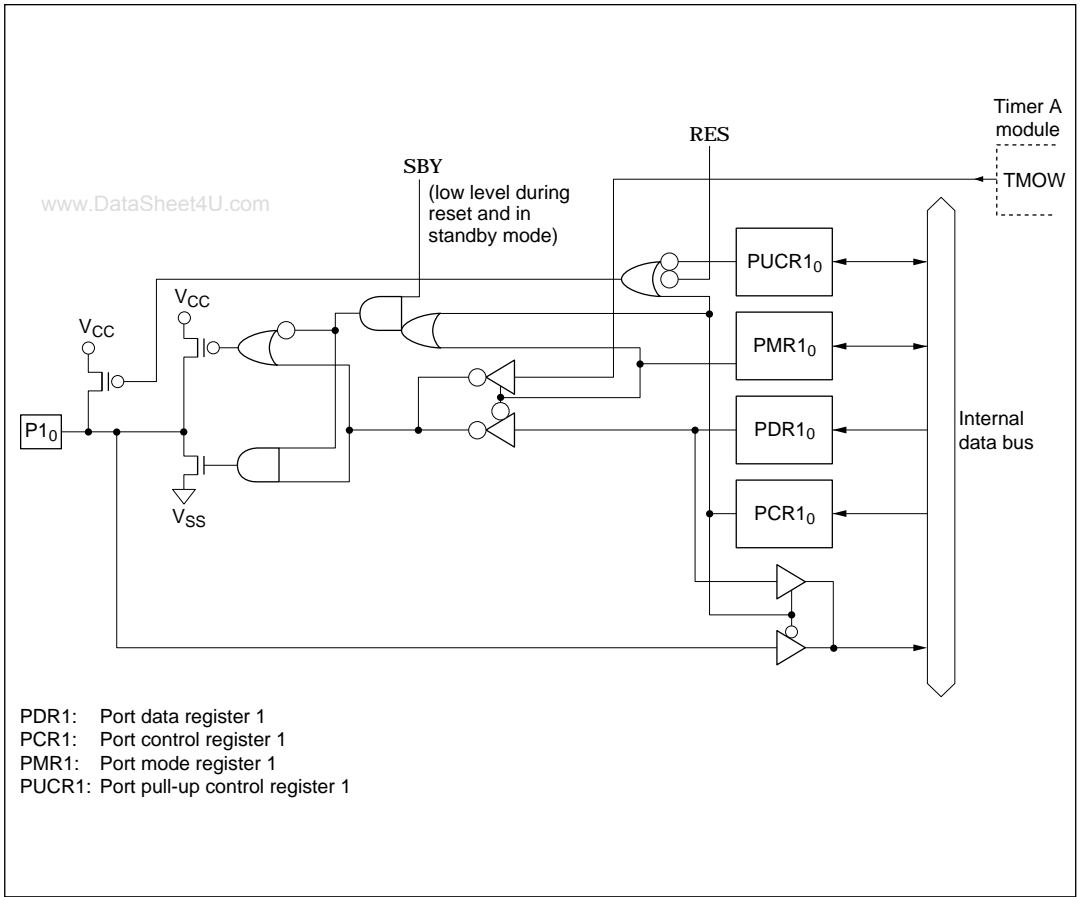 Timer A
module
RES
SBY
TMOW
(low level during
reset and in
standby mode)
www.DataSheet4U.com
PUCR1₀
VCC
VCC
PMR1₀
P1₀
PDR1₀
Internal
data bus
PCR1₀
VSS
PDR1: Port data register 1
PCR1: Port control register 1
PMR1: Port mode register 1
PUCR1: Port pull-up control register 1